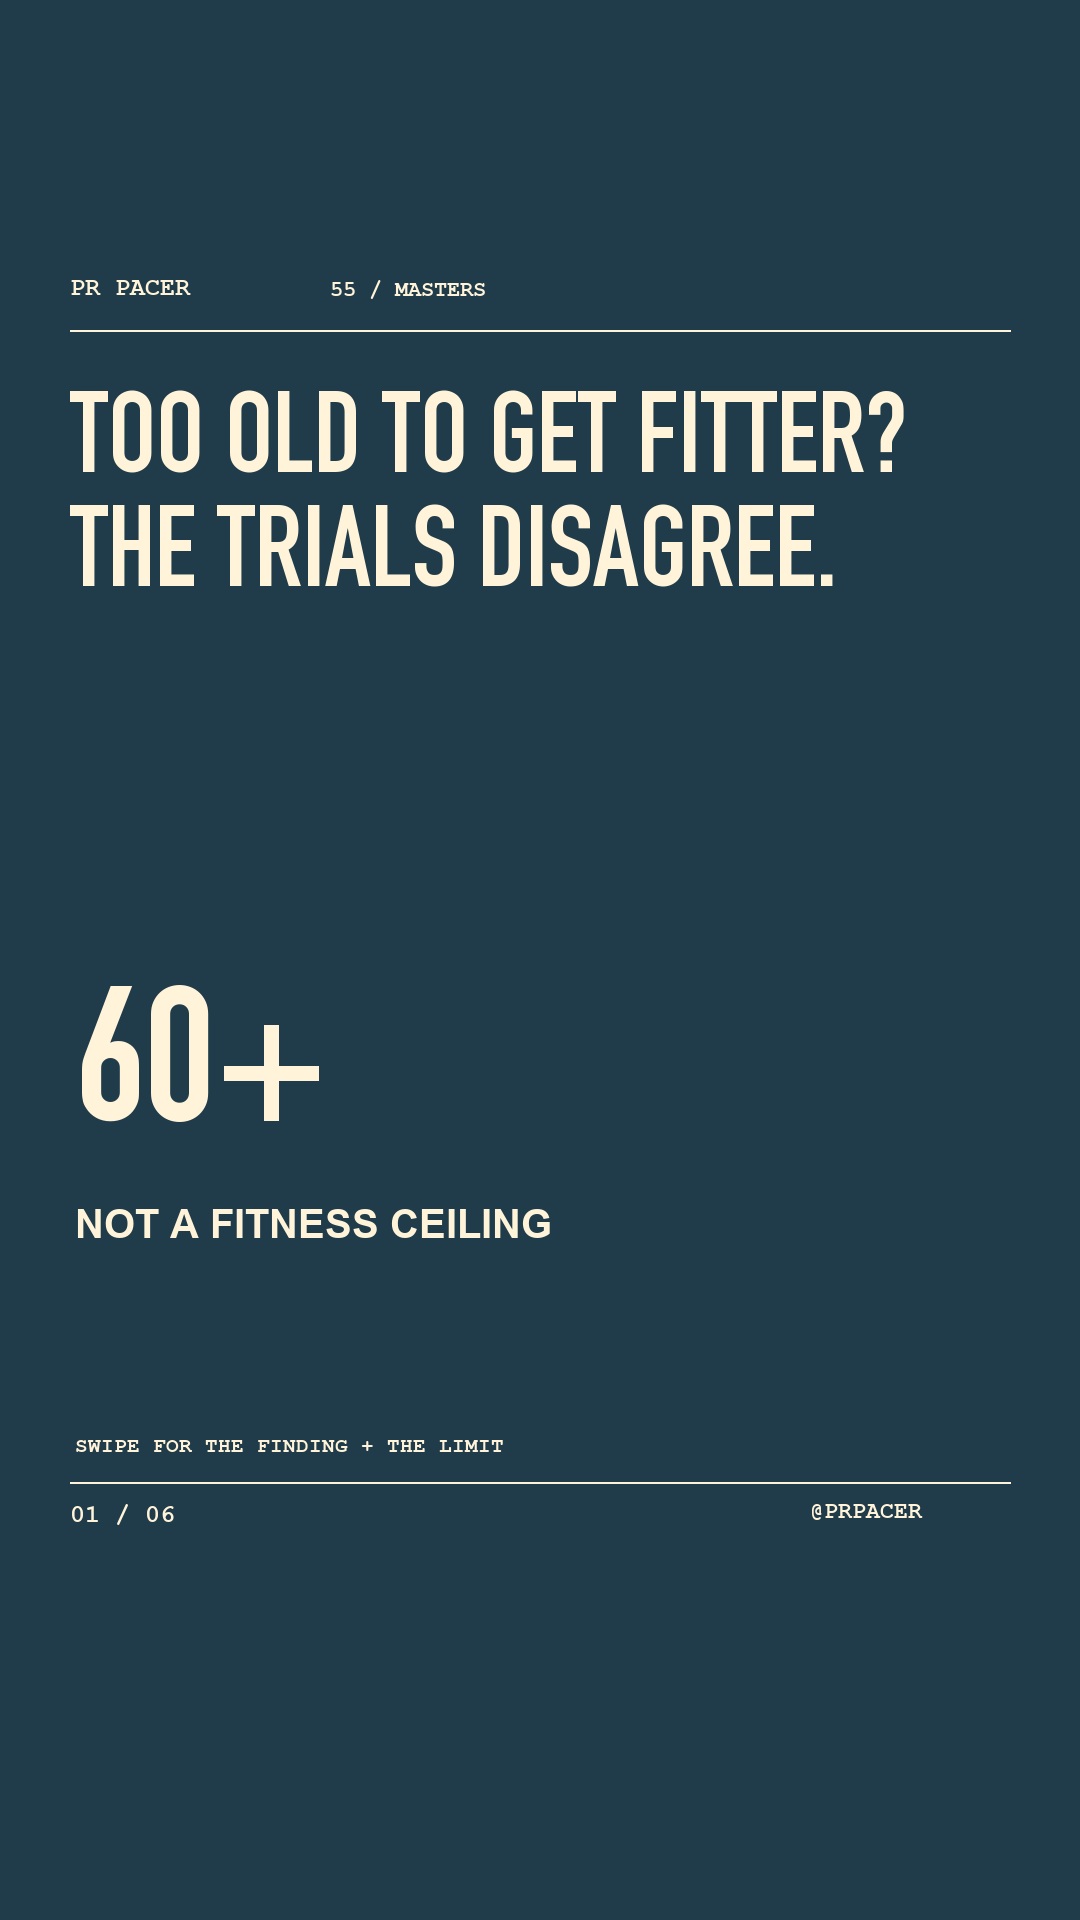 PR PACER
55 / MASTERS
TOO OLD TO GET FITTER?
THE TRIALS DISAGREE.
60+
NOT A FITNESS CEILING
SWIPE FOR THE FINDING + THE LIMIT
01 / 06
@PRPACER